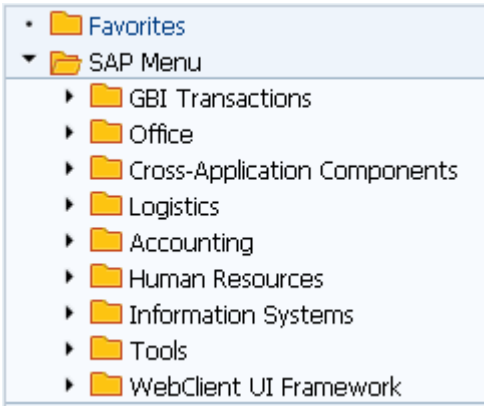 Favorites
SAP Menu
GBI Transactions
Office
Cross-Application Components
Logistics
Accounting
Human Resources
Information Systems
Tools
WebClient UI Framework